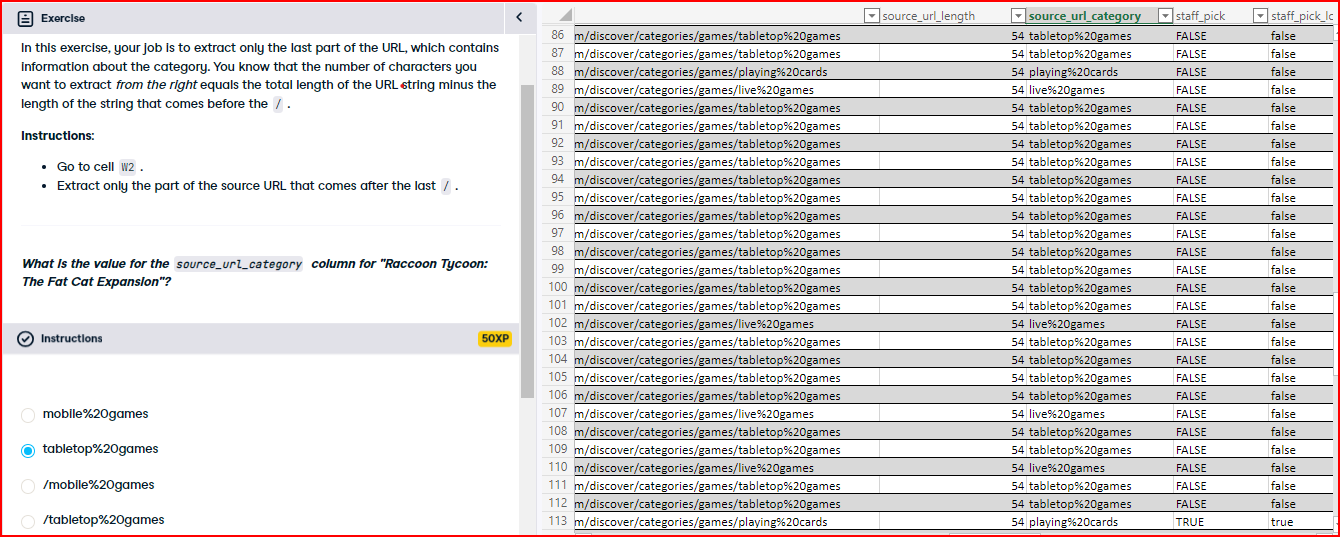 Exercise
In this exercise, your job is to extract only the last part of the URL, which contains
information about the category. You know that the number of characters you
want to extract from the right equals the total length of the URL string minus the
length of the string that comes before the / .
Instructions:
• Go to cell W2 .
• Extract only the part of the source URL that comes after the last / .
What is the value for the source_url_category column for "Raccoon Tycoon:
The Fat Cat Expansion"?
Instructions
50XP
mobile%20games
tabletop%20games
/mobile%20games
/tabletop%20games
source_url_length source_url_category staff_pick staff_pick_lo
86 m/discover/categories/games/tabletop%20games 54 tabletop%20games FALSE false
87 m/discover/categories/games/tabletop%20games 54 tabletop%20games FALSE false
88 m/discover/categories/games/playing%20cards 54 playing%20cards FALSE false
89 m/discover/categories/games/live%20games 54 live%20games FALSE false
90 m/discover/categories/games/tabletop%20games 54 tabletop%20games FALSE false
91 m/discover/categories/games/tabletop%20games 54 tabletop%20games FALSE false
92 m/discover/categories/games/tabletop%20games 54 tabletop%20games FALSE false
93 m/discover/categories/games/tabletop%20games 54 tabletop%20games FALSE false
94 m/discover/categories/games/tabletop%20games 54 tabletop%20games FALSE false
95 m/discover/categories/games/tabletop%20games 54 tabletop%20games FALSE false
96 m/discover/categories/games/tabletop%20games 54 tabletop%20games FALSE false
97 m/discover/categories/games/tabletop%20games 54 tabletop%20games FALSE false
98 m/discover/categories/games/tabletop%20games 54 tabletop%20games FALSE false
99 m/discover/categories/games/tabletop%20games 54 tabletop%20games FALSE false
100 m/discover/categories/games/tabletop%20games 54 tabletop%20games FALSE false
101 m/discover/categories/games/tabletop%20games 54 tabletop%20games FALSE false
102 m/discover/categories/games/live%20games 54 live%20games FALSE false
103 m/discover/categories/games/tabletop%20games 54 tabletop%20games FALSE false
104 m/discover/categories/games/tabletop%20games 54 tabletop%20games FALSE false
105 m/discover/categories/games/tabletop%20games 54 tabletop%20games FALSE false
106 m/discover/categories/games/tabletop%20games 54 tabletop%20games FALSE false
107 m/discover/categories/games/live%20games 54 live%20games FALSE false
108 m/discover/categories/games/tabletop%20games 54 tabletop%20games FALSE false
109 m/discover/categories/games/tabletop%20games 54 tabletop%20games FALSE false
110 m/discover/categories/games/live%20games 54 live%20games FALSE false
111 m/discover/categories/games/tabletop%20games 54 tabletop%20games FALSE false
112 m/discover/categories/games/tabletop%20games 54 tabletop%20games FALSE false
113 m/discover/categories/games/playing%20cards 54 playing%20cards TRUE true